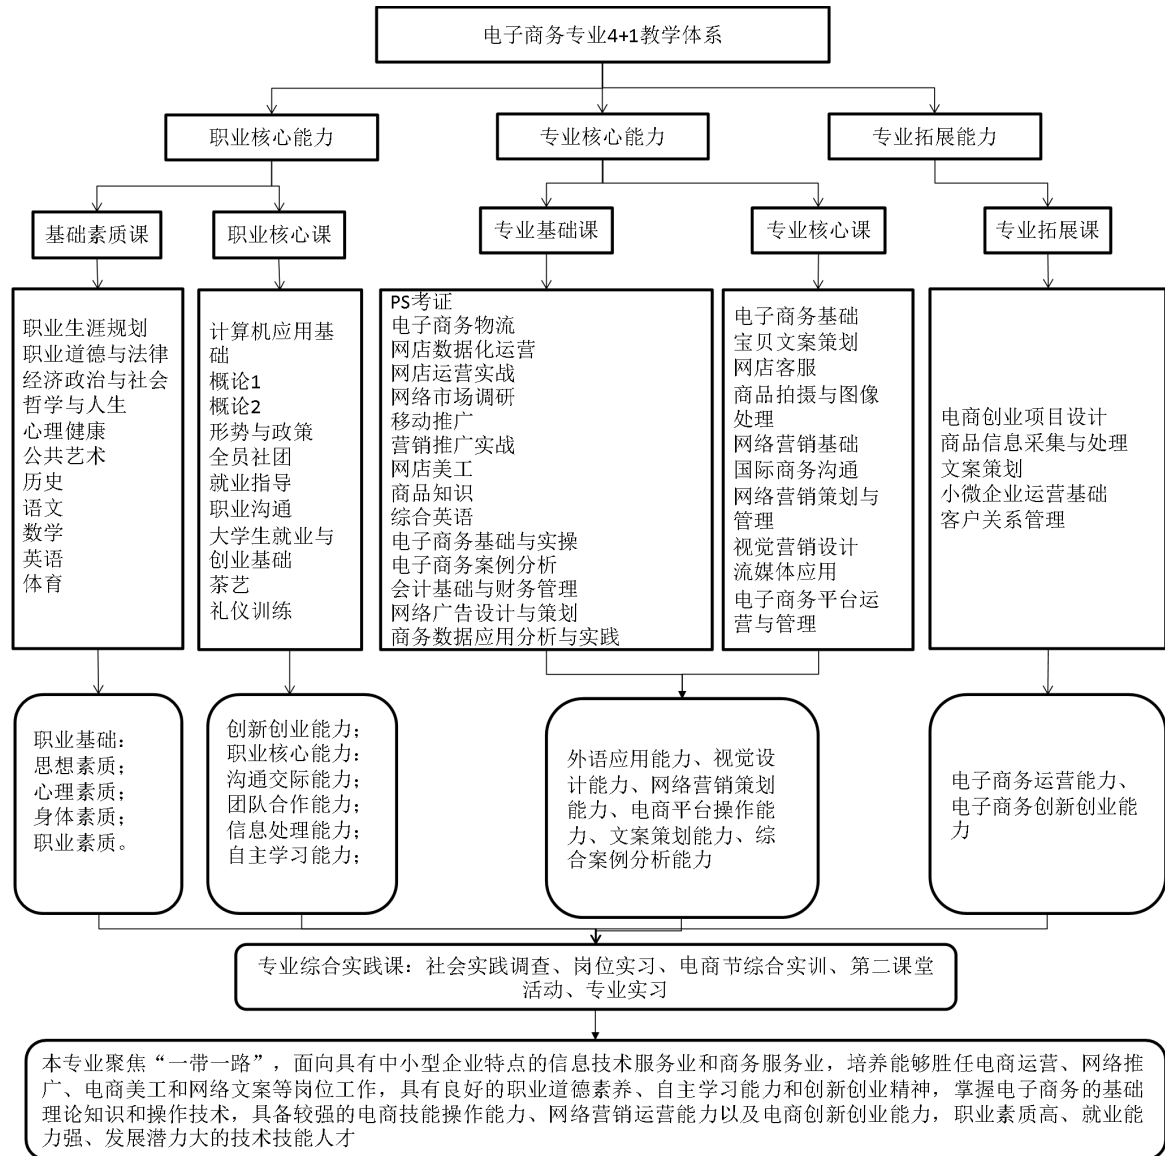 电子商务专业4+1教学体系
职业核心能力
专业核心能力
专业拓展能力
基础素质课
职业核心课
专业基础课
专业核心课
专业拓展课
职业生涯规划
职业道德与法律
经济政治与社会
哲学与人生
心理健康
公共艺术
历史
语文
数学
英语
体育
计算机应用基
础
概论1
概论2
形势与政策
全员社团
就业指导
职业沟通
大学生就业与
创业基础
茶艺
礼仪训练
PS考证
电子商务物流
网店数据化运营
网店运营实战
网络市场调研
移动推广
营销推广实战
网店美工
商品知识
综合英语
电子商务基础与实操
电子商务案例分析
会计基础与财务管理
网络广告设计与策划
商务数据应用分析与实践
电子商务基础
宝贝文案策划
网店客服
商品拍摄与图像
处理
网络营销基础
国际商务沟通
网络营销策划与
管理
视觉营销设计
流媒体应用
电子商务平台运
营与管理
电商创业项目设计
商品信息采集与处理
文案策划
小微企业运营基础
客户关系管理
职业基础：
思想素质；
心理素质；
身体素质；
职业素质。
创新创业能力；
职业核心能力：
沟通交际能力；
团队合作能力；
信息处理能力；
自主学习能力；
外语应用能力、视觉设
计能力、网络营销策划
能力、电商平台操作能
力、文案策划能力、综
合案例分析能力
电子商务运营能力、
电子商务创新创业能
力
专业综合实践课：社会实践调查、岗位实习、电商节综合实训、第二课堂
活动、专业实习
本专业聚焦“一带一路”，面向具有中小型企业特点的信息技术服务业和商务服务业，培养能够胜任电商运营、网络推
广、电商美工和网络文案等岗位工作，具有良好的职业道德素养、自主学习能力和创新创业精神，掌握电子商务的基础
理论知识和操作技术，具备较强的电商技能操作能力、网络营销运营能力以及电商创新创业能力，职业素质高、就业能
力强、发展潜力大的技术技能人才